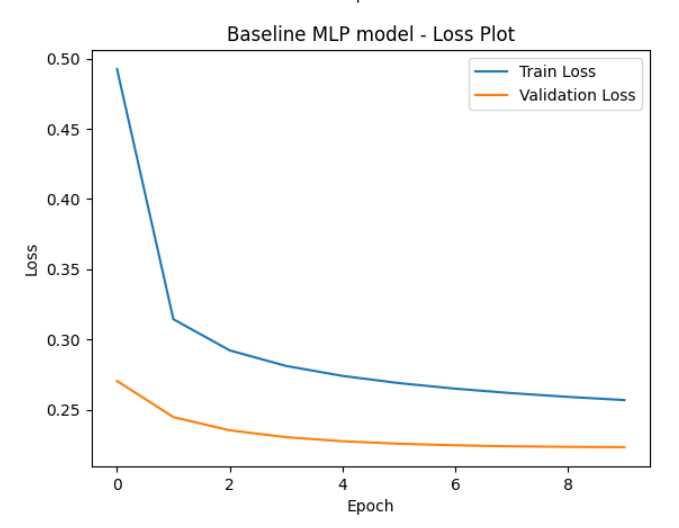 Baseline MLP model - Loss Plot
0.50
0.45
0.40
0.35
0.30
0.25
Loss
Train Loss
Validation Loss
0 2 4 6 8
Epoch